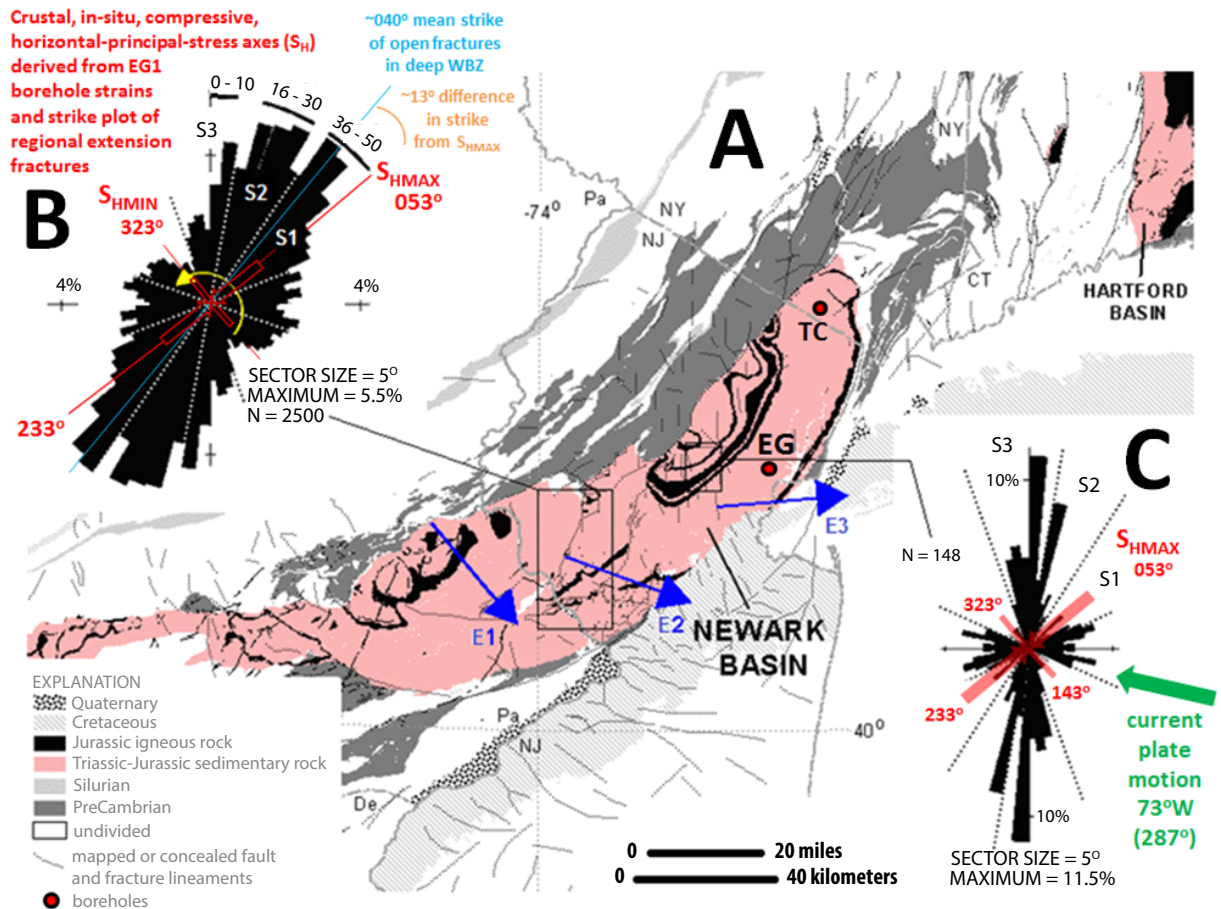 Crustal, in-situ, compressive,
horizontal-principal-stress axes (SH)
derived from EG1
borehole strains
and strike plot of
regional extension
fractures
~040° mean strike
of open fractures
in deep WBZ
~13° difference
in strike
from SHMAX
0 - 10
16 - 30
36 - 50
S3
S2
S1
SHMAX
053°
SHMIN
323°
B
4%
4%
233°
SECTOR SIZE = 5°
MAXIMUM = 5.5%
N = 2500
A
-74°
Pa
NY
NJ
NY
CT
HARTFORD
BASIN
TC
EG
E1
E2
E3
NEWARK
BASIN
N = 148
Pa
NJ
De
40°
C
S3
10%
S2
SHMAX
053°
S1
323°
143°
233°
10%
current
plate
motion
73°W
(287°)
SECTOR SIZE = 5°
MAXIMUM = 11.5%
EXPLANATION
Quaternary
Cretaceous
Jurassic igneous rock
Triassic-Jurassic sedimentary rock
Silurian
PreCambrian
undivided
mapped or concealed fault
and fracture lineaments
boreholes
0 20 miles
0 40 kilometers